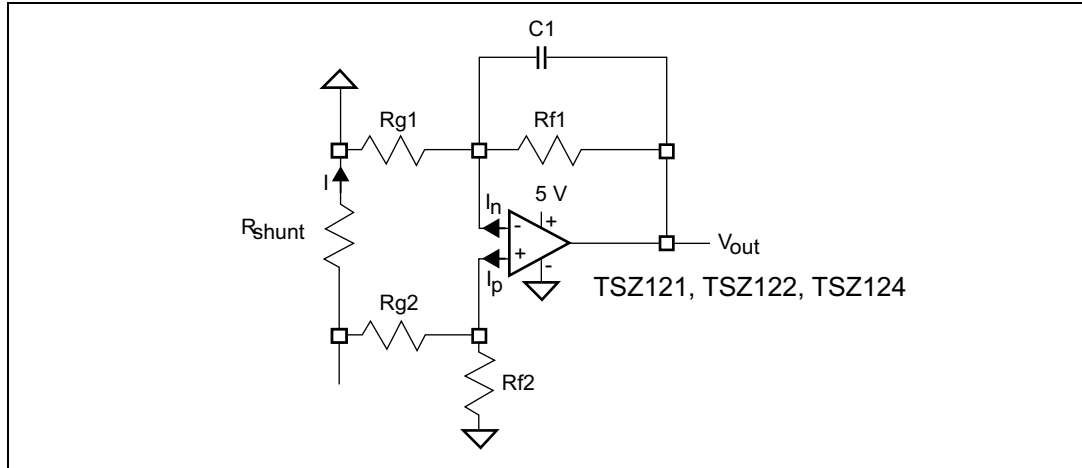 C1
Rg1
Rf1
I
Rshunt
In
5 V
-
+
+
-
Ip
Vout
TSZ121, TSZ122, TSZ124
Rg2
Rf2